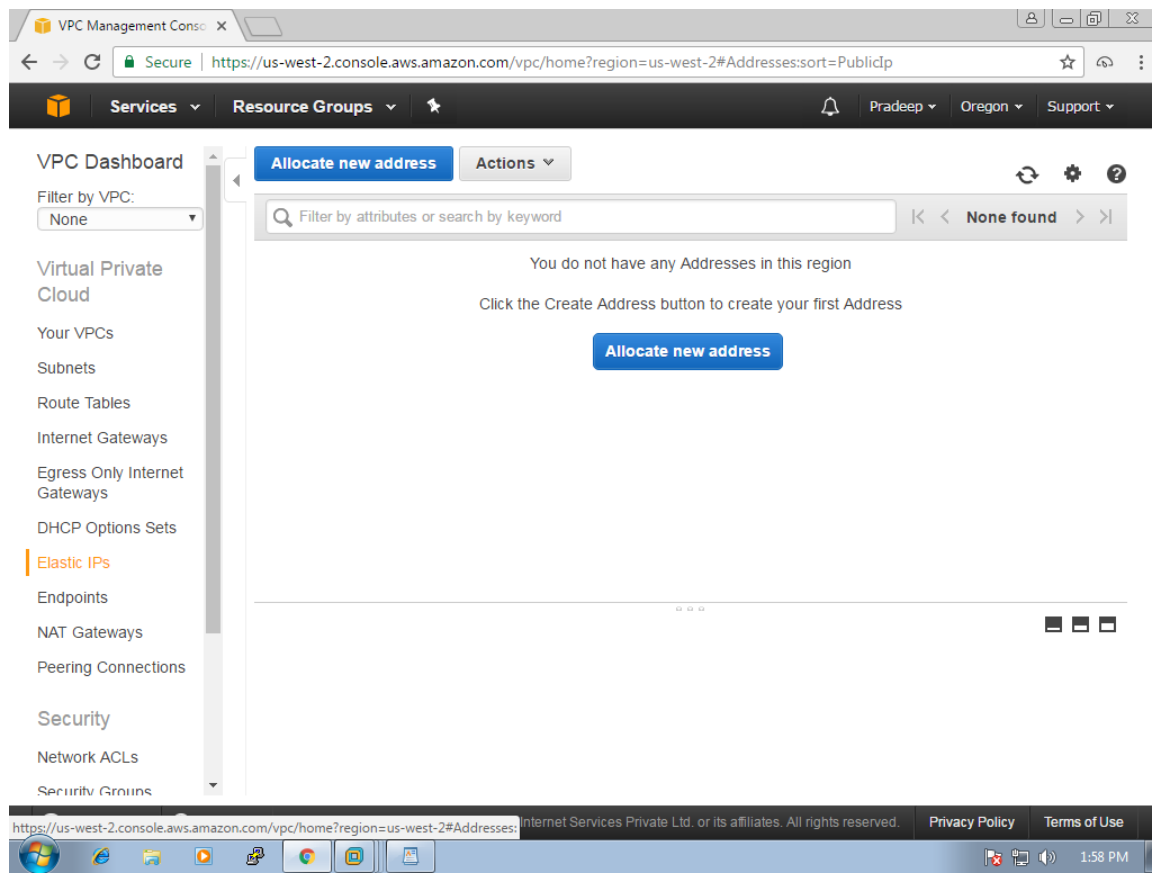 VPC Management Conso
Secure | https://us-west-2.console.aws.amazon.com/vpc/home?region=us-west-2#Addresses:sort=PublicIp
Services Resource Groups Pradeep Oregon Support
VPC Dashboard
Filter by VPC:
None
Virtual Private
Cloud
Your VPCs
Subnets
Route Tables
Internet Gateways
Egress Only Internet
Gateways
DHCP Options Sets
Elastic IPs
Endpoints
NAT Gateways
Peering Connections
Security
Network ACLs
Security Groups
Allocate new address Actions
Filter by attributes or search by keyword None found
You do not have any Addresses in this region
Click the Create Address button to create your first Address
Allocate new address
https://us-west-2.console.aws.amazon.com/vpc/home?region=us-west-2#Addresses:
Internet Services Private Ltd. or its affiliates. All rights reserved. Privacy Policy Terms of Use
1:58 PM